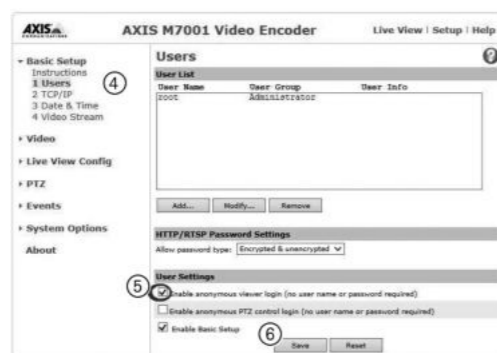 AXIS
COMMUNICATIONS
AXIS M7001 Video Encoder
Live View | Setup | Help
Basic Setup
Instructions
1 Users
2 TCP/IP
3 Date & Time
4 Video Stream
Video
Live View Config
PTZ
Events
System Options
About
④
Users
?
User List
User Name User Group User Info
root Administrator
Add... Modify... Remove
HTTP/RTSP Password Settings
Allow password type: Encrypted & unencrypted
User Settings
⑤
Enable anonymous viewer login (no user name or password required)
Enable anonymous PTZ control login (no user name or password required)
Enable Basic Setup
⑥
Save Reset